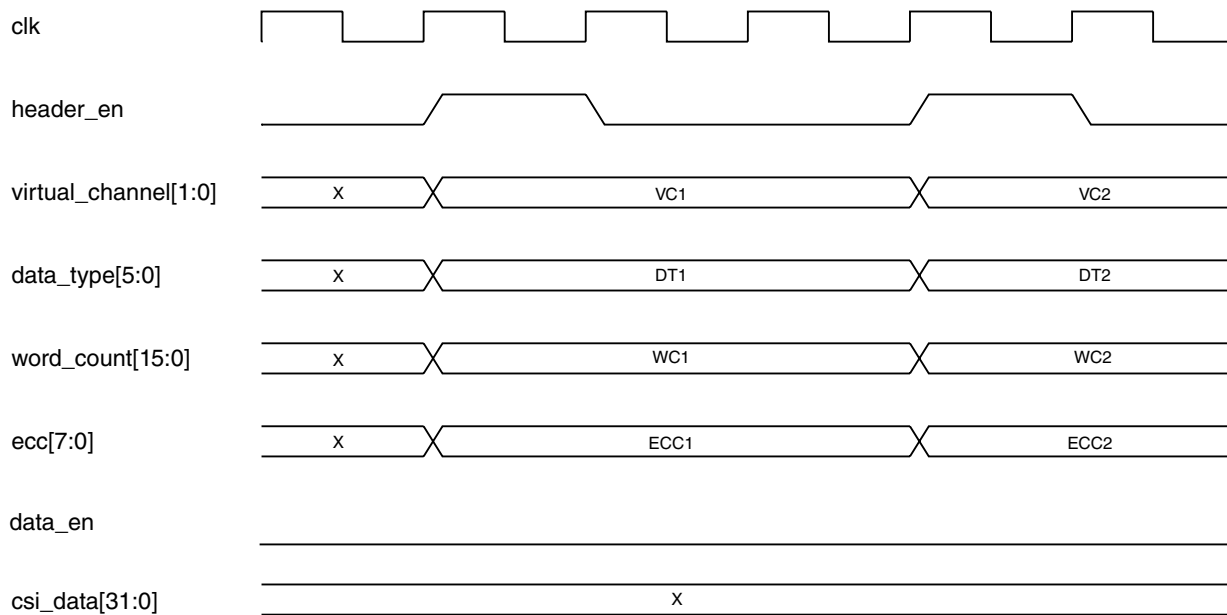 clk
header_en
virtual_channel[1:0] X VC1 VC2
data_type[5:0] X DT1 DT2
word_count[15:0] X WC1 WC2
ecc[7:0] X ECC1 ECC2
data_en
csi_data[31:0] X